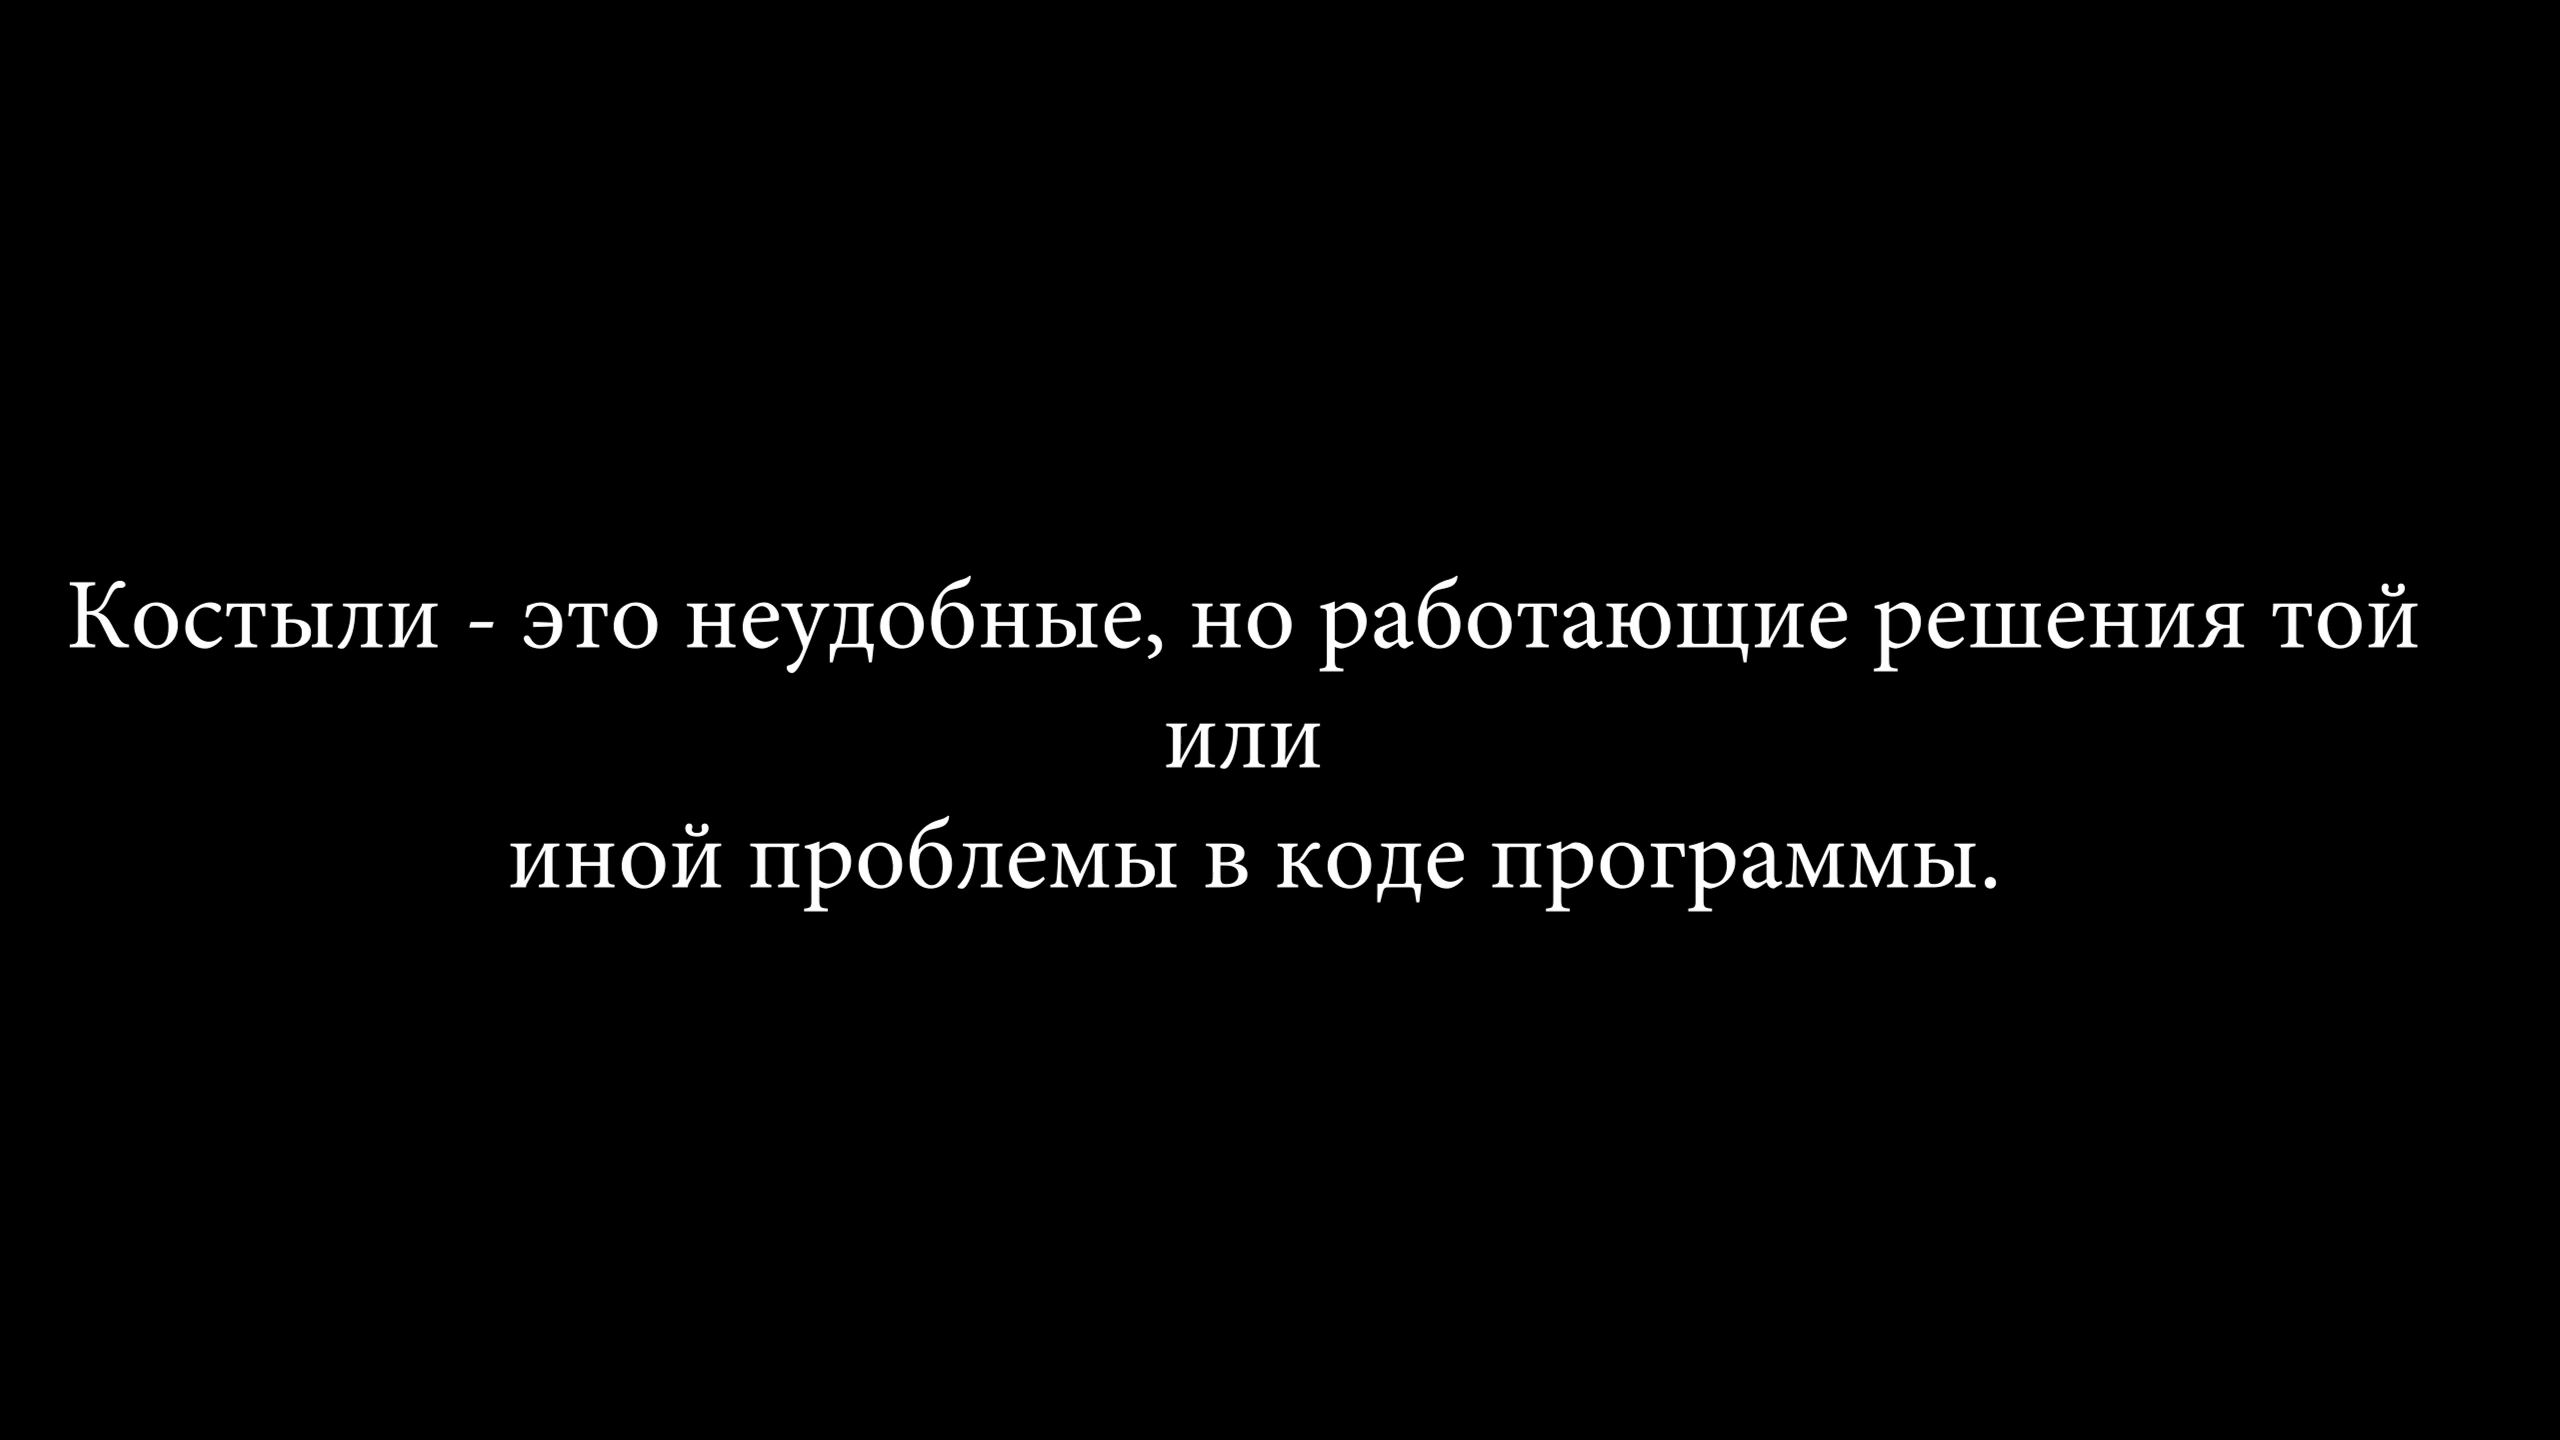 Костыли - это неудобные, но работающие решения той
или
иной проблемы в коде программы.